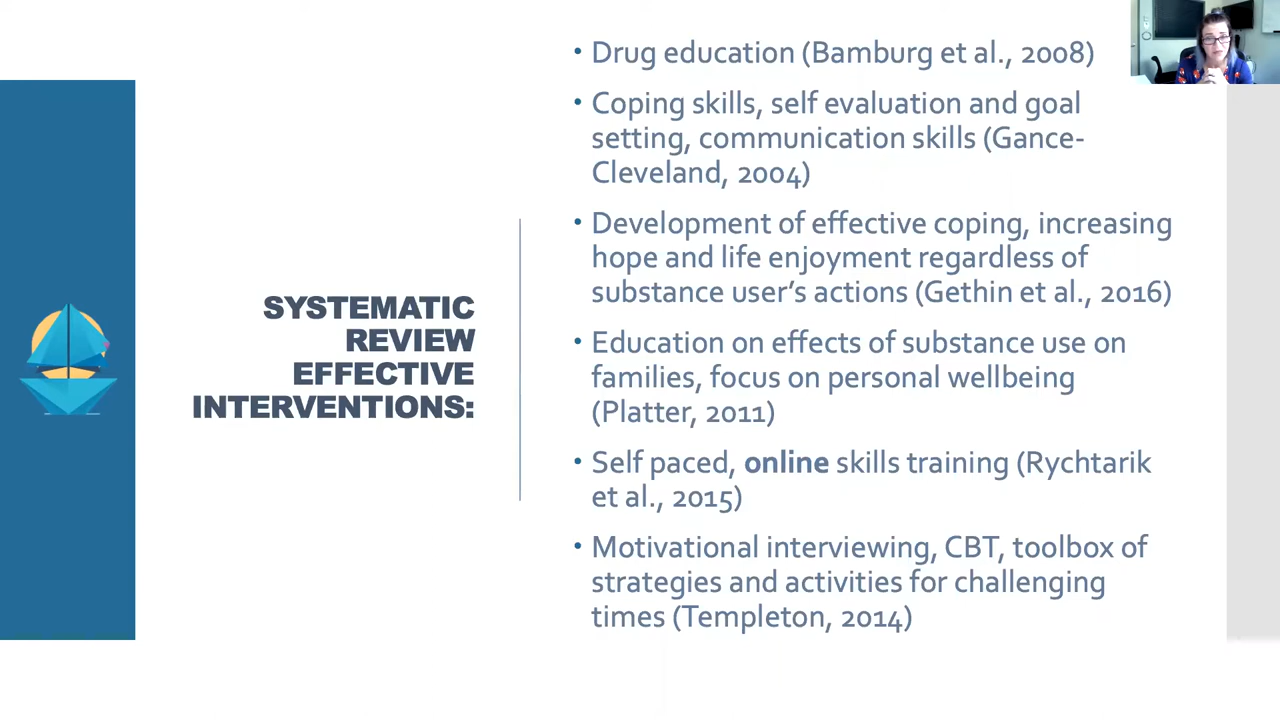 SYSTEMATIC
REVIEW
EFFECTIVE
INTERVENTIONS:
• Drug education (Bamburg et al., 2008)
• Coping skills, self evaluation and goal
setting, communication skills (Gance-
Cleveland, 2004)
• Development of effective coping, increasing
hope and life enjoyment regardless of
substance user's actions (Gethin et al., 2016)
• Education on effects of substance use on
families, focus on personal wellbeing
(Platter, 2011)
• Self paced, online skills training (Rychtarik
et al., 2015)
• Motivational interviewing, CBT, toolbox of
strategies and activities for challenging
times (Templeton, 2014)